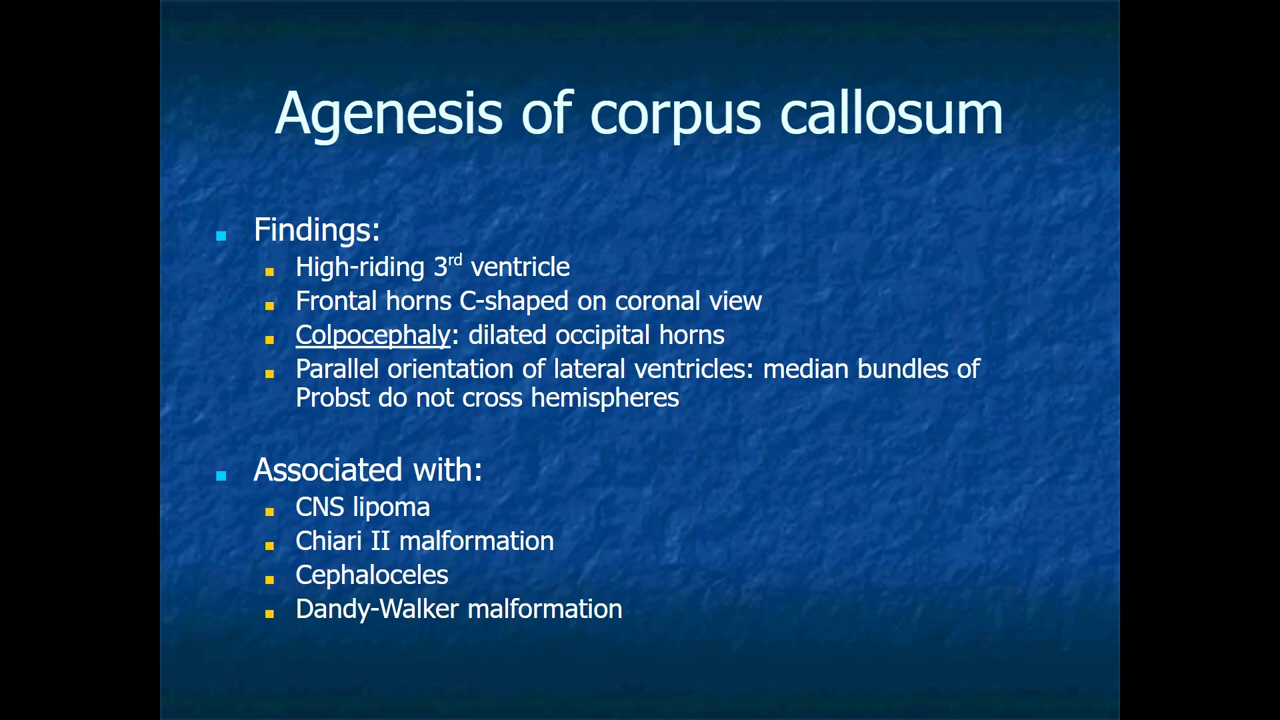 Agenesis of corpus callosum
Findings:
High-riding 3rd ventricle
Frontal horns C-shaped on coronal view
Colpocephaly: dilated occipital horns
Parallel orientation of lateral ventricles: median bundles of
Probst do not cross hemispheres
Associated with:
CNS lipoma
Chiari II malformation
Cephaloceles
Dandy-Walker malformation